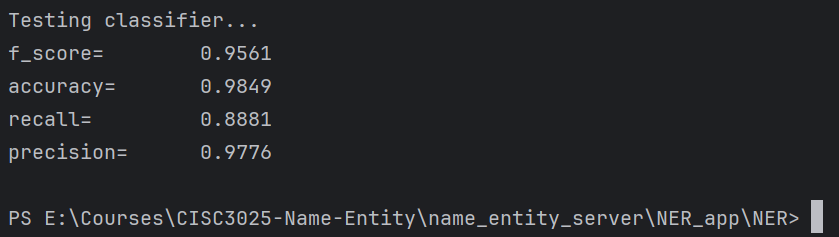 Testing classifier...
f_score=        0.9561
accuracy=       0.9849
recall=         0.8881
precision=      0.9776
PS E:\Courses\CISC3025-Name-Entity\name_entity_server\NER_app\NER>